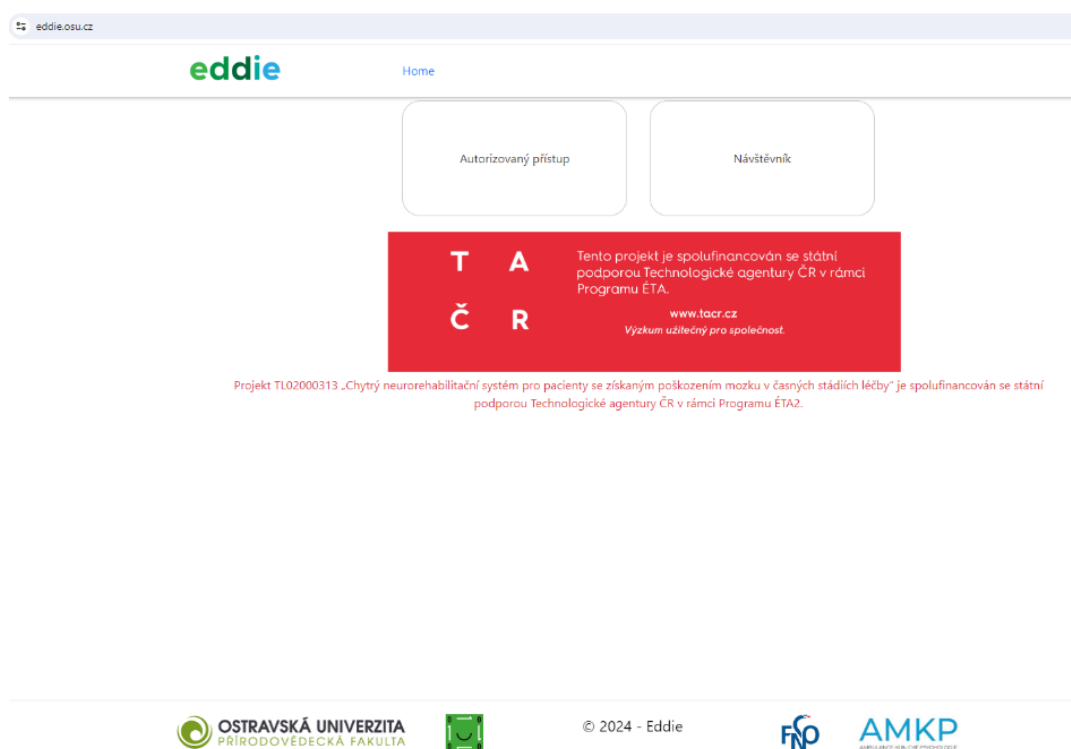 eddie.osu.cz
eddie
Home
Autorizovaný přístup
Návštěvník
T A
Č R
Tento projekt je spolufinancován se státní
podporou Technologické agentury ČR v rámci
Programu ÉTA.
www.tacr.cz
Výzkum užitečný pro společnost.
Projekt TL02000313 „Chytrý neurorehabilitační systém pro pacienty se získaným poškozením mozku v časných stádiích léčby" je spolufinancován se státní
podporou Technologické agentury ČR v rámci Programu ÉTA2.
OSTRAVSKÁ UNIVERZITA
PŘÍRODOVĚDECKÁ FAKULTA
© 2024 - Eddie
FNO
AMKP